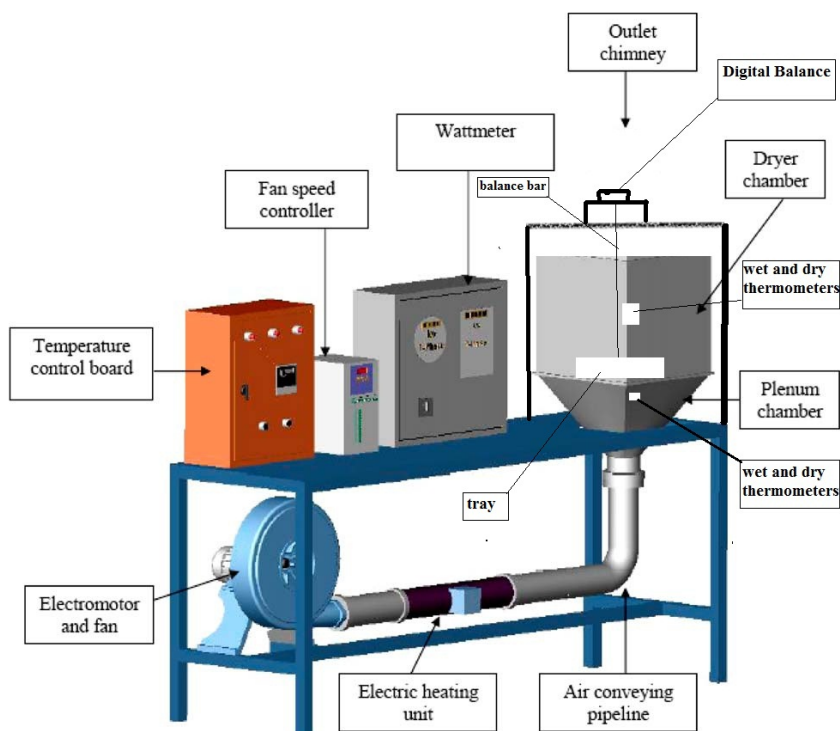 Outlet
chimney
Digital Balance
Wattmeter
Dryer
chamber
balance bar
Fan speed
controller
wet and dry
thermometers
Temperature
control board
Plenum
chamber
wet and dry
thermometers
tray
Electromotor
and fan
Electric heating
unit
Air conveying
pipeline